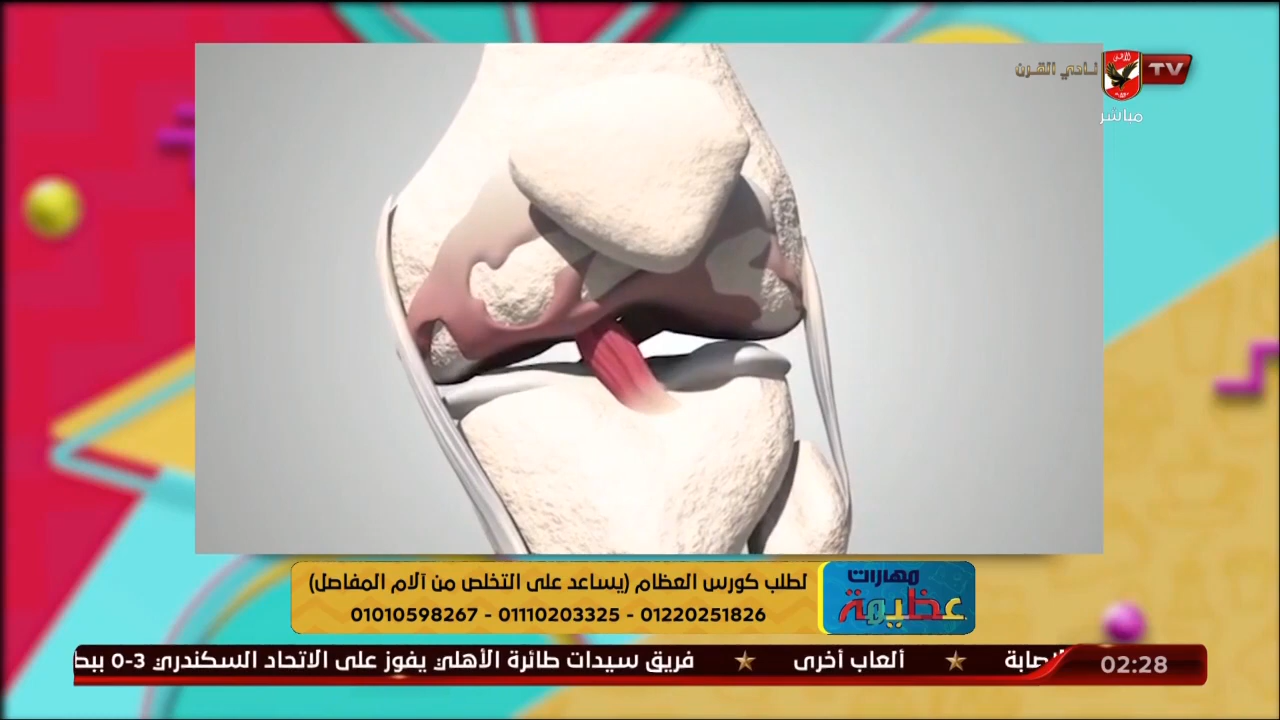 نادي القرن
TV
مباشر
لطلب كورس العظام (يساعد على التخلص من آلام المفاصل)
01010598267 - 01110203325 - 01220251826
مهارات
عظيمة
ألعاب أخرى ★ فريق سيدات طائرة الأهلي يفوز على الاتحاد السكندري 3-0
02:28